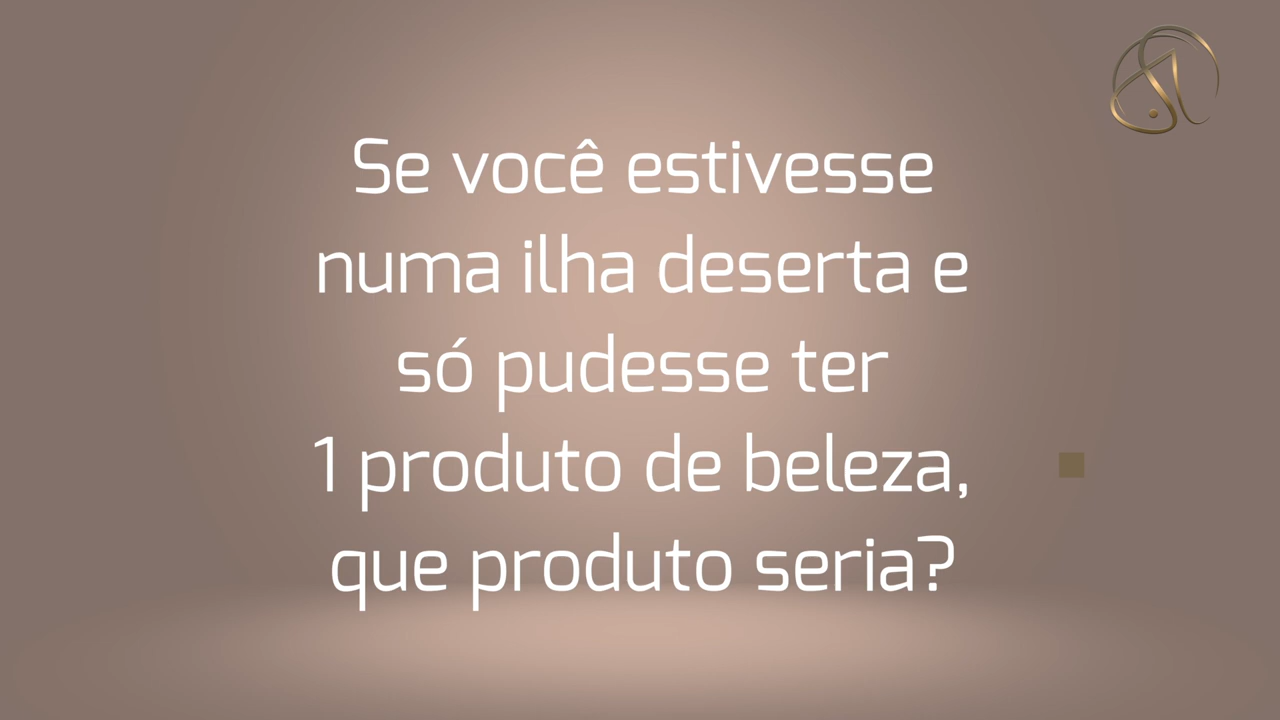 Se você estivesse
numa ilha deserta e
só pudesse ter
1 produto de beleza,
que produto seria?